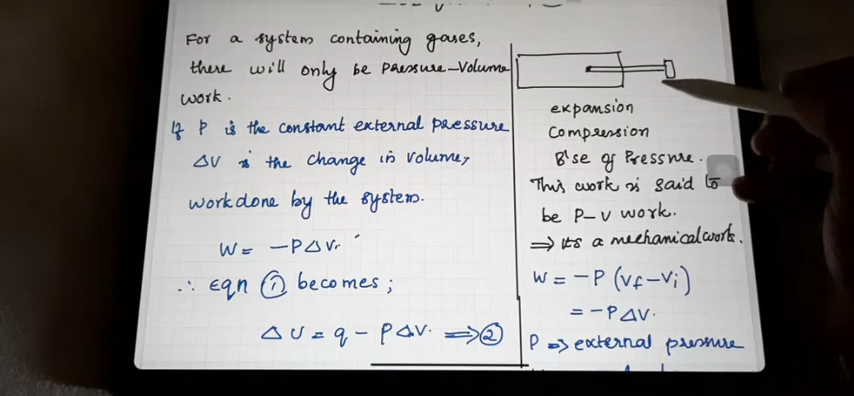 For a system containing gases,
there will only be Pressure-Volume
work.
If P is the constant external pressure
ΔV is the change in volume,
workdone by the system.
W = -PΔV.
∴ Eqn ① becomes;
ΔU = q - PΔV. ⟹ ②
expansion
Compression
B'se of Pressure.
This work is said to
be P-V work.
⟹ its a mechanical work.
W = -P (Vf - Vi)
= -PΔV.
P ⟹ external pressure